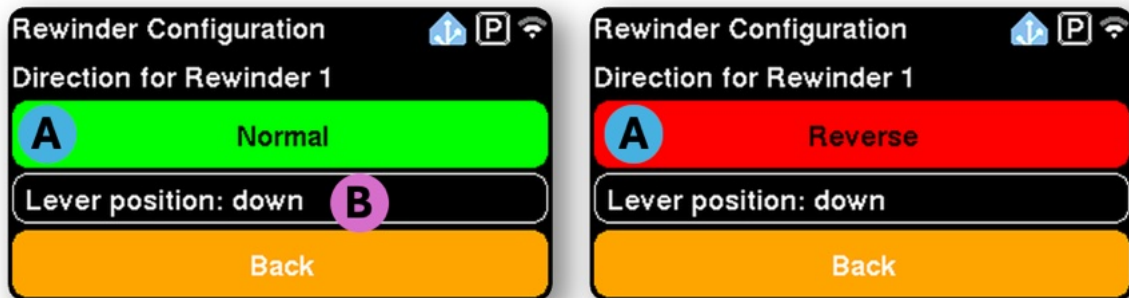 Rewinder Configuration P
Direction for Rewinder 1
A Normal
Lever position: down B
Back
Rewinder Configuration P
Direction for Rewinder 1
A Reverse
Lever position: down
Back